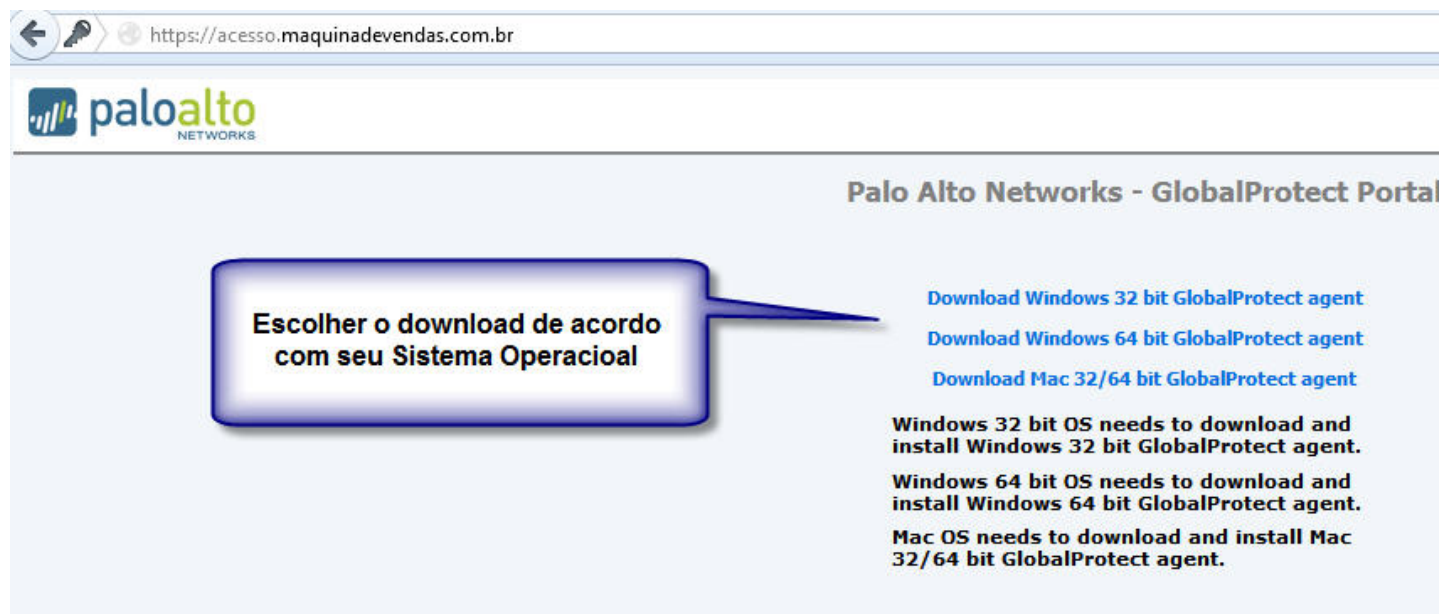 https://acesso.maquinadevendas.com.br
paloalto
NETWORKS
Palo Alto Networks - GlobalProtect Portal
Escolher o download de acordo
com seu Sistema Operacioal
Download Windows 32 bit GlobalProtect agent
Download Windows 64 bit GlobalProtect agent
Download Mac 32/64 bit GlobalProtect agent
Windows 32 bit OS needs to download and
install Windows 32 bit GlobalProtect agent.
Windows 64 bit OS needs to download and
install Windows 64 bit GlobalProtect agent.
Mac OS needs to download and install Mac
32/64 bit GlobalProtect agent.